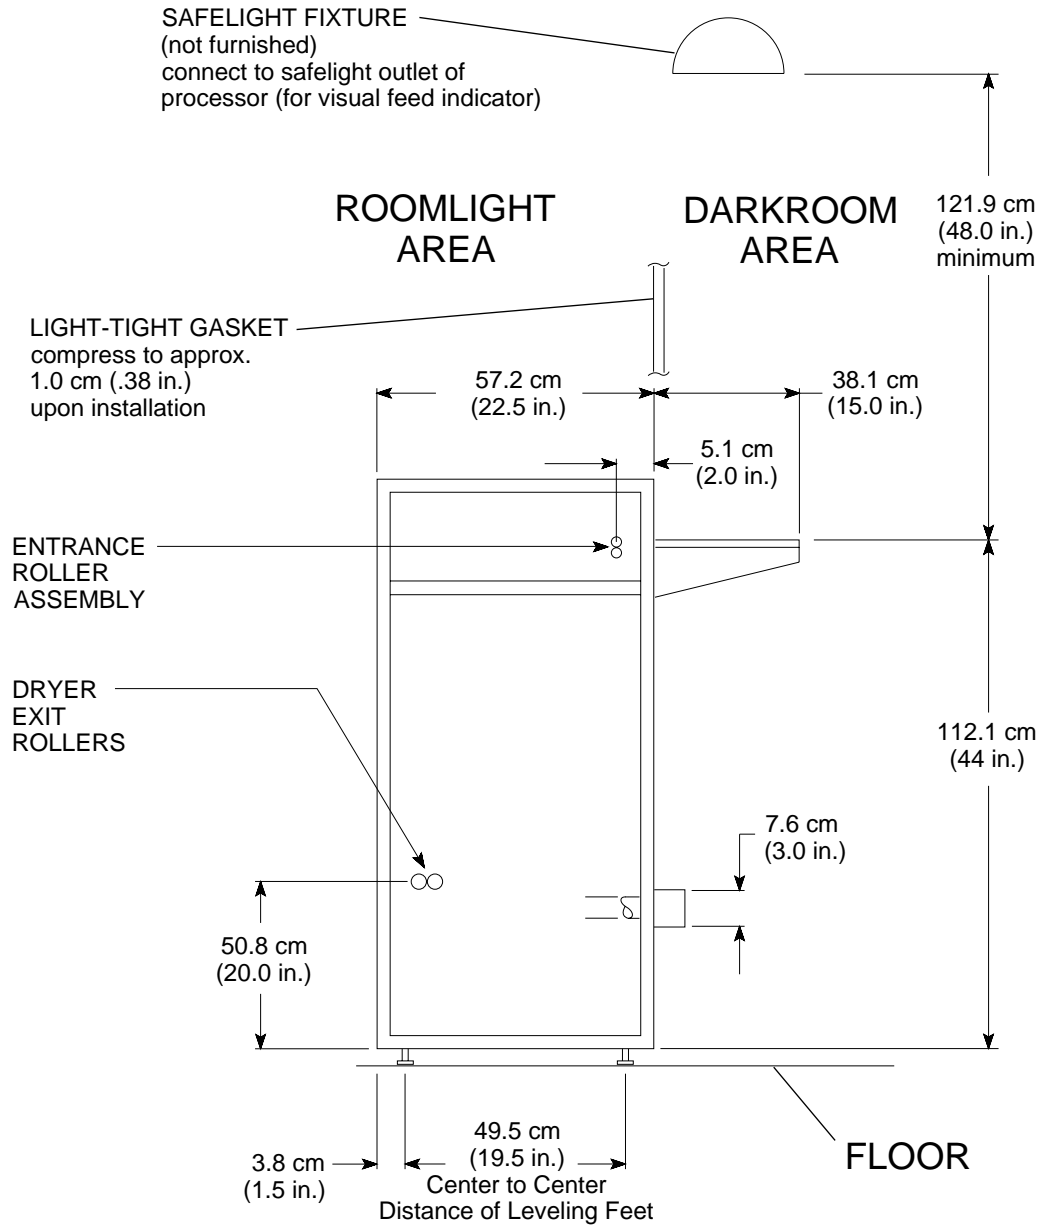 SAFELIGHT FIXTURE
(not furnished)
connect to safelight outlet of
processor (for visual feed indicator)
ROOMLIGHT
AREA
DARKROOM
AREA
121.9 cm
(48.0 in.)
minimum
LIGHT-TIGHT GASKET
compress to approx.
1.0 cm (.38 in.)
upon installation
57.2 cm
(22.5 in.)
38.1 cm
(15.0 in.)
5.1 cm
(2.0 in.)
ENTRANCE
ROLLER
ASSEMBLY
DRYER
EXIT
ROLLERS
112.1 cm
(44 in.)
7.6 cm
(3.0 in.)
50.8 cm
(20.0 in.)
3.8 cm
(1.5 in.)
49.5 cm
(19.5 in.)
Center to Center
Distance of Leveling Feet
FLOOR